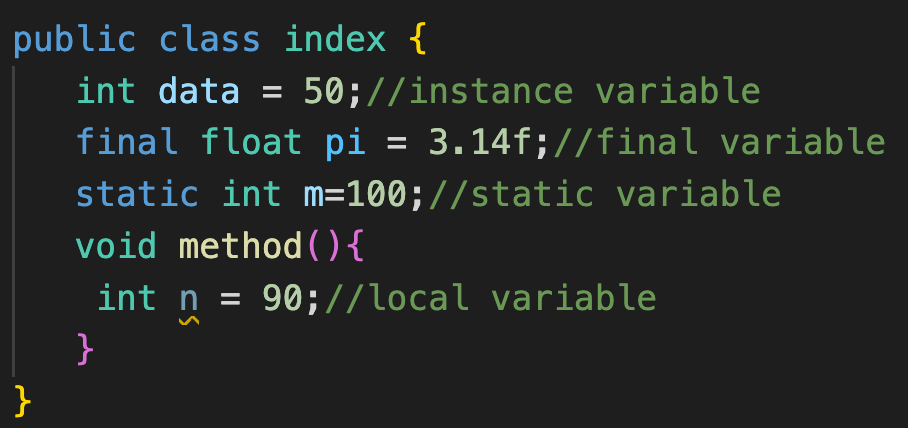 public class index {
int data = 50;//instance variable
final float pi = 3.14f;//final variable
static int m=100;//static variable
void method(){
int n = 90;//local variable
}
}